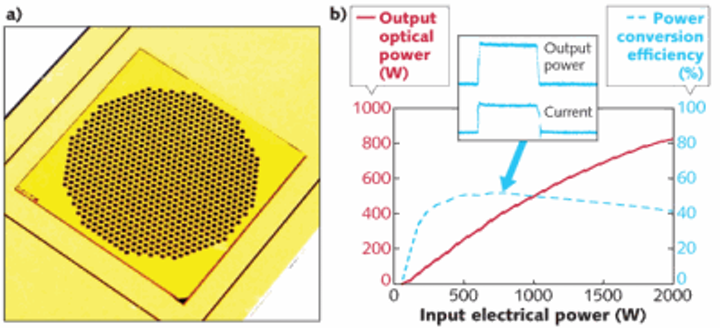 a)
b)
Output
optical
power
(W)
Output
power
Current
Power
conversion
efficiency
(%)
1000
800
600
400
200
0
100
80
60
40
20
0
0
500
1000
1500
2000
Input electrical power (W)